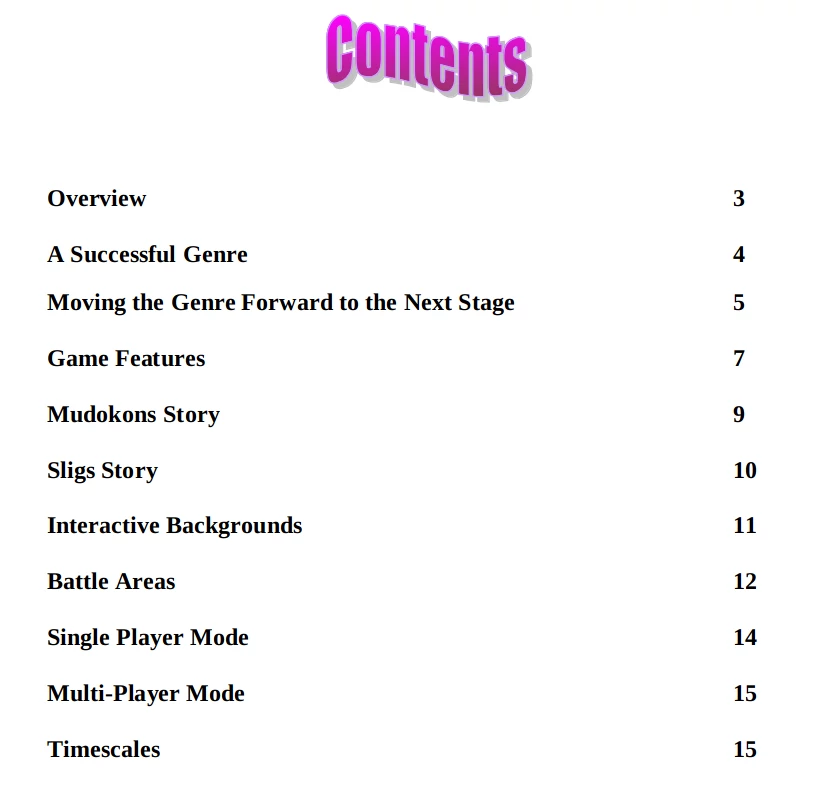 Contents
Overview 3
A Successful Genre 4
Moving the Genre Forward to the Next Stage 5
Game Features 7
Mudokons Story 9
Sligs Story 10
Interactive Backgrounds 11
Battle Areas 12
Single Player Mode 14
Multi-Player Mode 15
Timescales 15